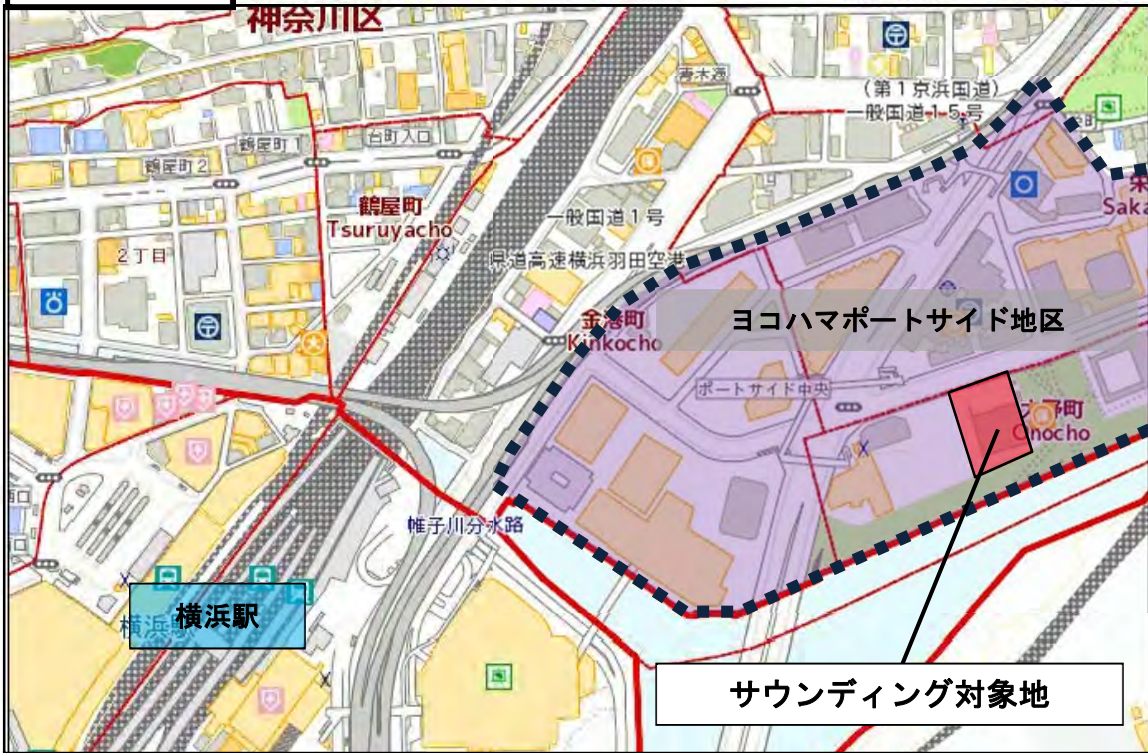 神奈川区
青木通
(第1京浜国道)
一般国道15号
鶴屋町1
台町入口
鶴屋町2
鶴屋町
Tsuruyacho
一般国道1号
2丁目
県道高速横浜羽田空港
金港町
Kinkocho
ヨコハマポートサイド地区
ポートサイド中央
Onocho
帷子川分水路
横浜駅
サウンディング対象地